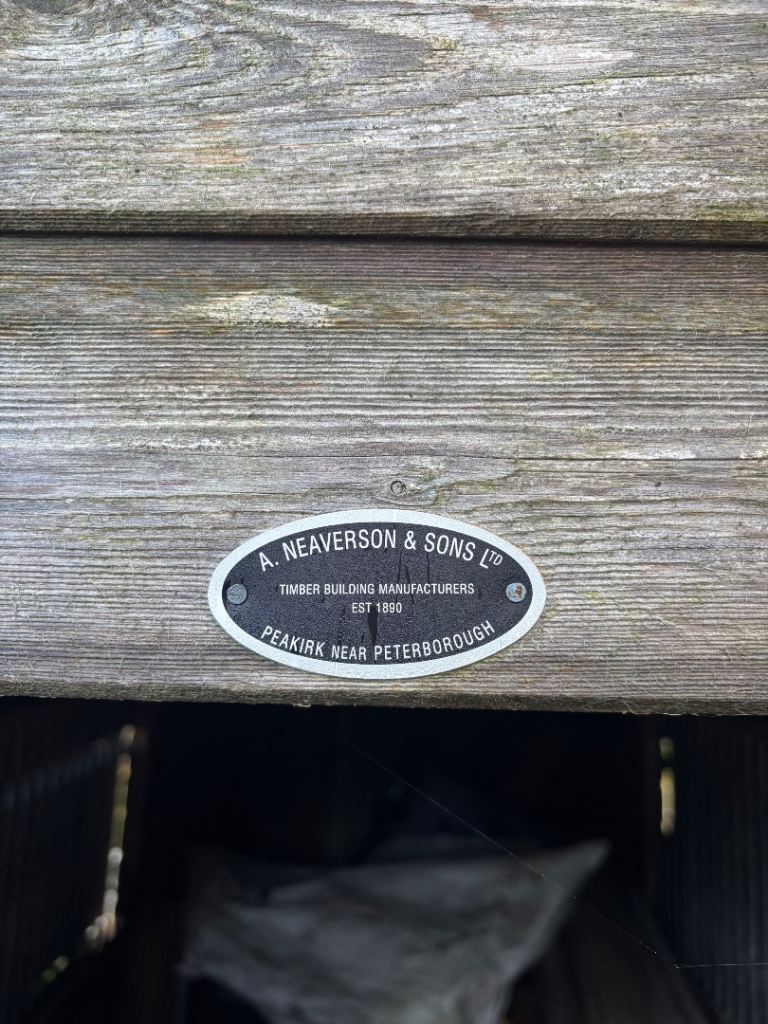 A. NEAVERSON & SONS LTD
TIMBER BUILDING MANUFACTURERS
EST 1890
PEAKIRK NEAR PETERBOROUGH